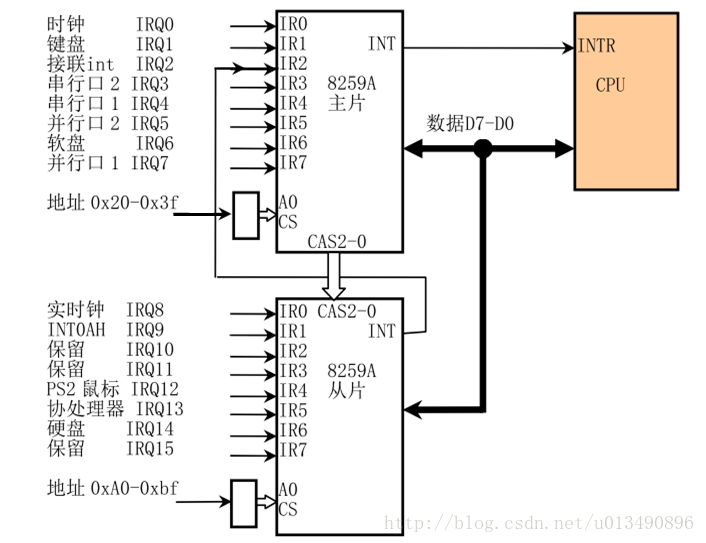 时钟 IRQ0
键盘 IRQ1
接联int IRQ2
串行口2 IRQ3
串行口1 IRQ4
并行口2 IRQ5
软盘 IRQ6
并行口1 IRQ7
地址 0x20-0x3f
IR0
IR1
IR2
IR3
IR4
IR5
IR6
IR7
A0
CS
INT
8259A
主片
CAS2-0
INTR
CPU
数据D7-D0
实时钟 IRQ8
INT0AH IRQ9
保留 IRQ10
保留 IRQ11
PS2鼠标 IRQ12
协处理器 IRQ13
硬盘 IRQ14
保留 IRQ15
地址 0xA0-0xbf
IR0 CAS2-0
IR1 INT
IR2
IR3 8259A
IR4 从片
IR5
IR6
IR7
A0
CS
http://blog.csdn.net/u013490896